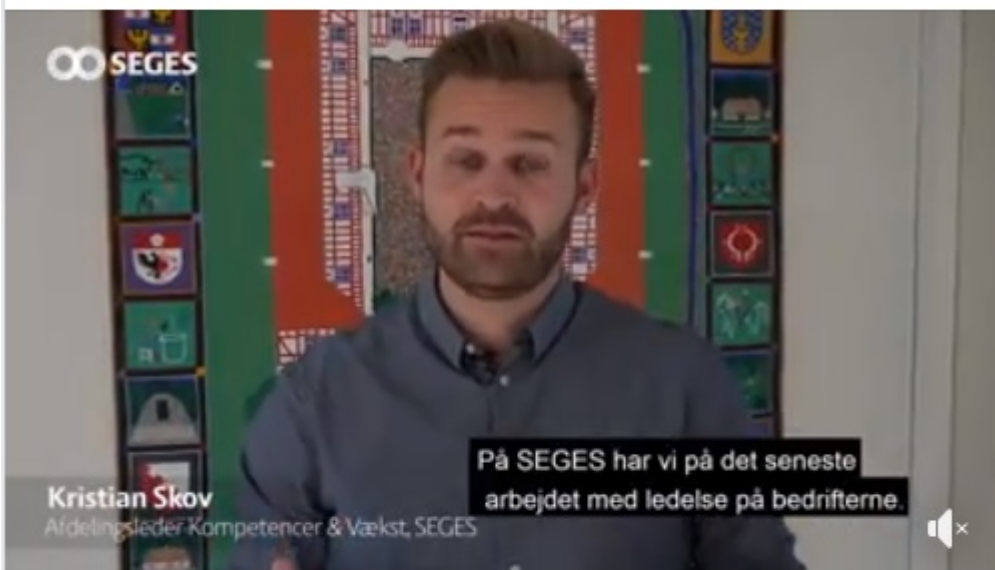 SEGES
På SEGES har vi på det seneste
arbejdet med ledelse på bedrifterne.
Kristian Skov
Afdelingsleder Kompetencer & Vækst, SEGES